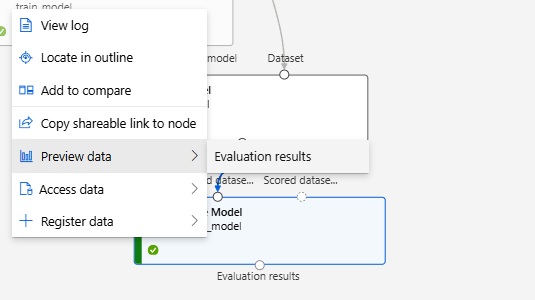 train_model
View log
Locate in outline
model
Dataset
Add to compare
Copy shareable link to node
Preview data
Evaluation results
Access data
d datase...
Scored datase...
Register data
Model
_model
Evaluation results